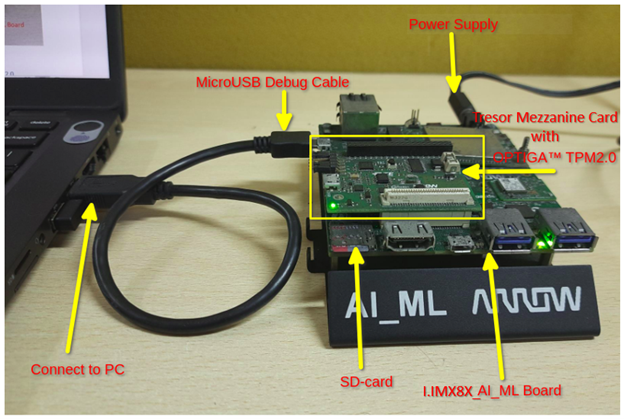 Board
Power Supply
MicroUSB Debug Cable
Tresor Mezzanine Card
with
OPTIGA™ TPM2.0
AI_ML ARROW
Connect to PC
SD-card
I.IMX8X_AI_ML Board